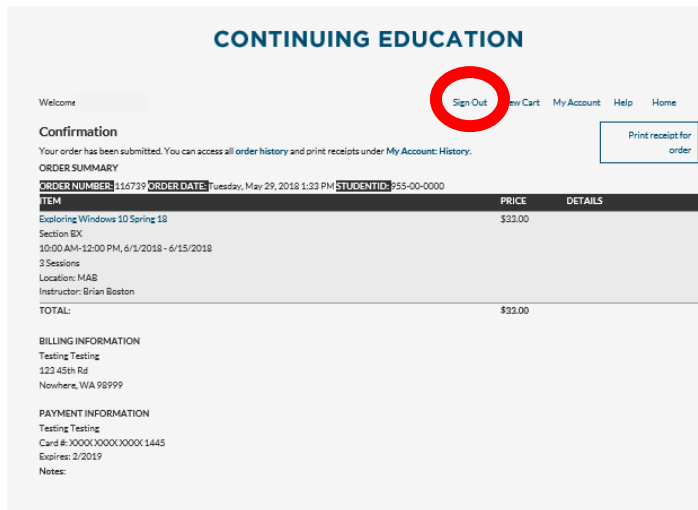 CONTINUING EDUCATION
Welcome
Sign Out ew Cart My Account Help Home
Confirmation
Print receipt for
order
Your order has been submitted. You can access all order history and print receipts under My Account: History.
ORDER SUMMARY
ORDER NUMBER: 116739 ORDER DATE: Tuesday, May 29, 2018 1:33 PM STUDENTID: 955-00-0000
ITEM PRICE DETAILS
Exploring Windows 10 Spring 18 $33.00
Section BX
10:00 AM-12:00 PM, 6/1/2018 - 6/15/2018
3 Sessions
Location: MAB
Instructor: Brian Boston
TOTAL: $33.00
BILLING INFORMATION
Testing Testing
123 45th Rd
Nowhere, WA 98999
PAYMENT INFORMATION
Testing Testing
Card #: XXXX XXXX XXXX 1445
Expires: 2/2019
Notes: